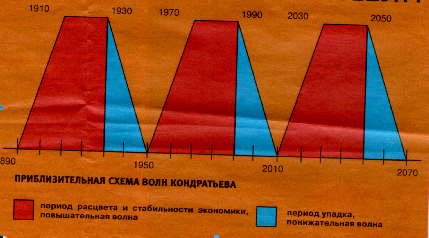 1910 1930 1970 1990 2030 2050
890 1950 2010 2070
ПРИБЛИЗИТЕЛЬНАЯ СХЕМА ВОЛН КОНДРАТЬЕВА
период расцвета и стабильности экономики,
повышательная волна
период упадка,
понижательная волна